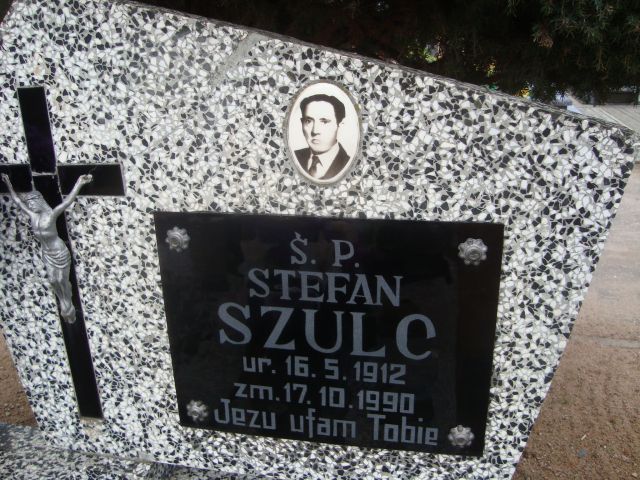 Ś. P.
STEFAN
SZULC
ur. 16. 5. 1912
zm. 17. 10. 1990
Jezu ufam Tobie